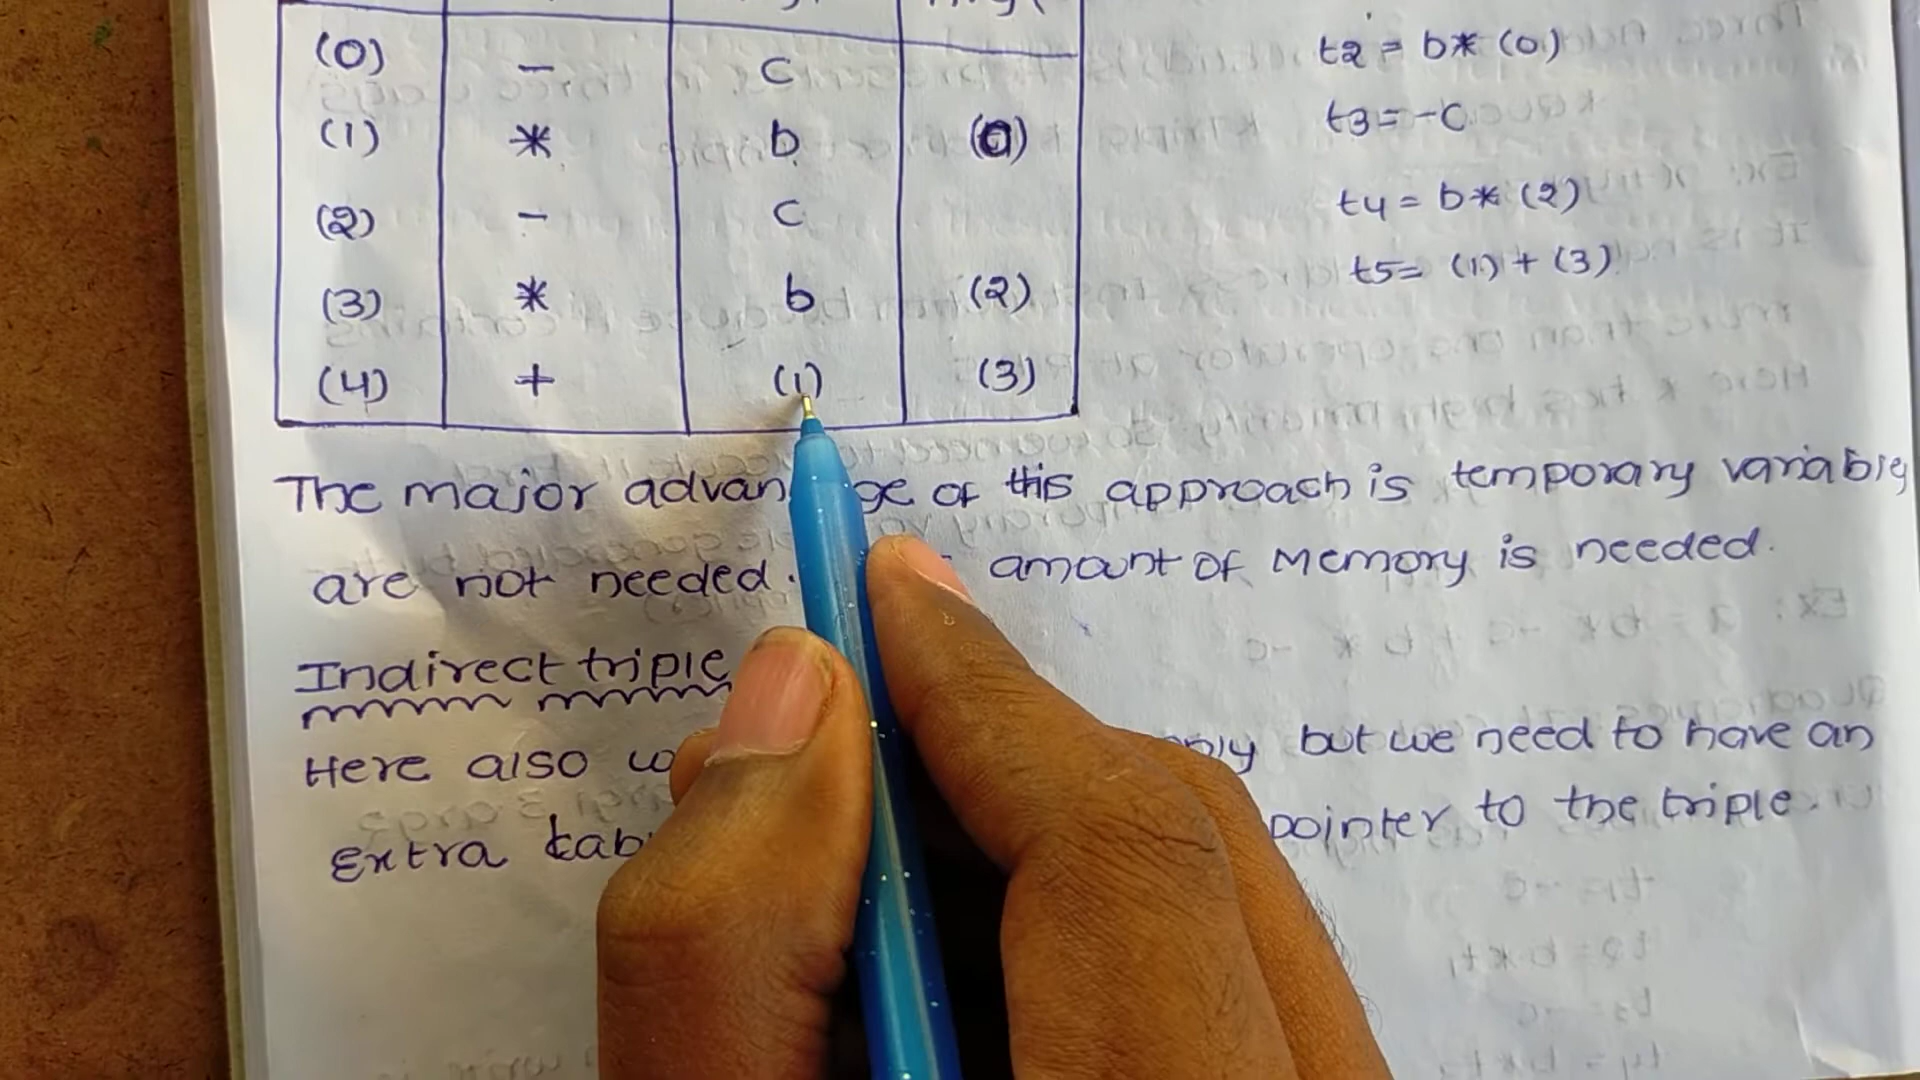 (0) - c
(1) * b (0)
(2) - c
(3) * b (2)
(4) + (1) (3)
t2 = b* (0)
t3 = -c
t4 = b* (2)
t5= (1) + (3)
The major of this approach is temporary variable
are not needed. amount of Memory is needed.
Indirect triple
Here also but we need to have an
Extra pointer to the triple.